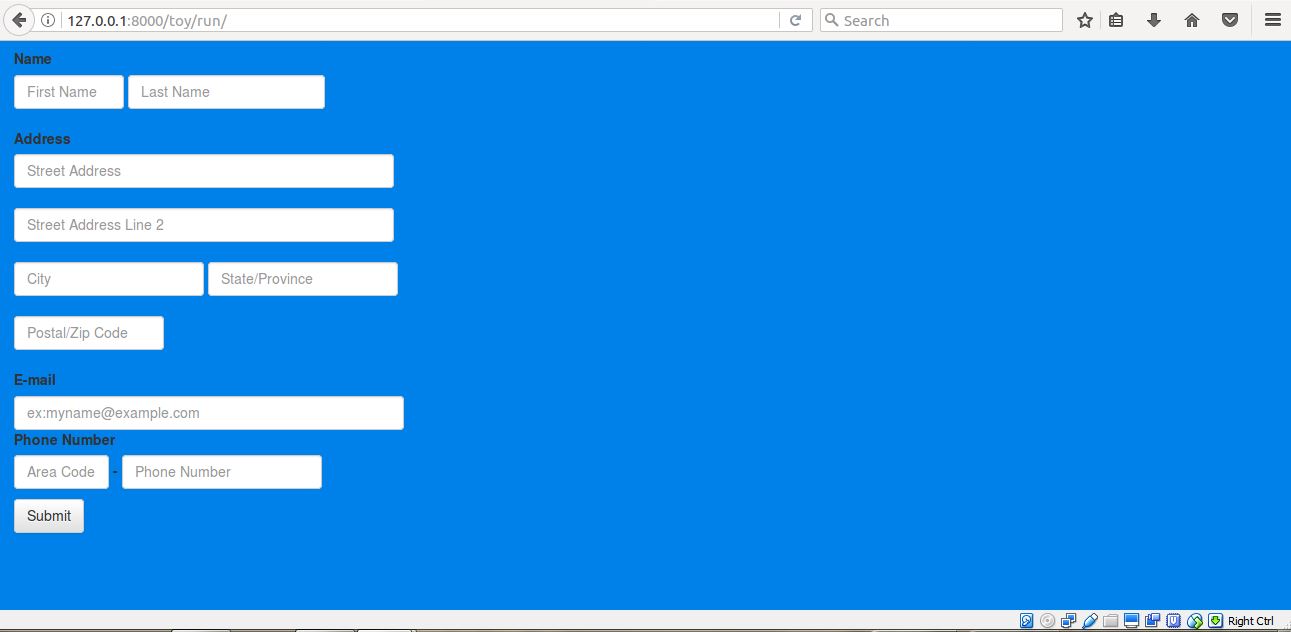 127.0.0.1:8000/toy/run/ Search
Name
First Name Last Name
Address
Street Address
Street Address Line 2
City State/Province
Postal/Zip Code
E-mail
ex:myname@example.com
Phone Number
Area Code - Phone Number
Submit
Right Ctrl